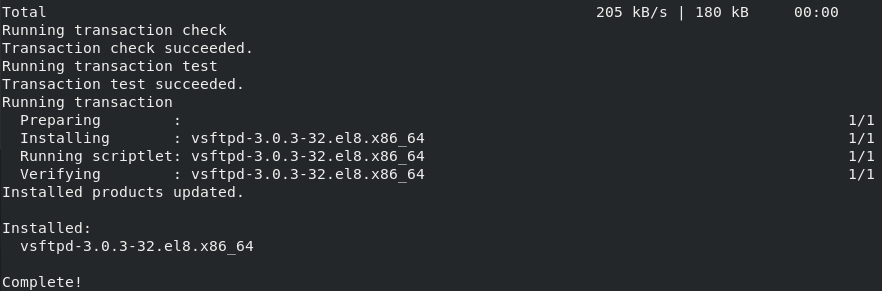 Total 205 kB/s | 180 kB 00:00
Running transaction check
Transaction check succeeded.
Running transaction test
Transaction test succeeded.
Running transaction
Preparing : 1/1
Installing : vsftpd-3.0.3-32.el8.x86_64 1/1
Running scriptlet: vsftpd-3.0.3-32.el8.x86_64 1/1
Verifying : vsftpd-3.0.3-32.el8.x86_64 1/1
Installed products updated.

Installed:
vsftpd-3.0.3-32.el8.x86_64

Complete!